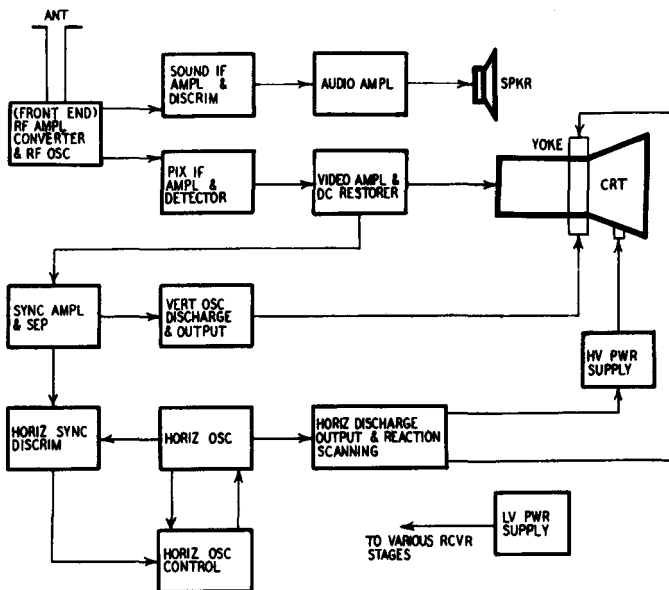 ANT
(FRONT END)
RF AMPL
CONVERTER
& RF OSC
SOUND IF
AMPL &
DISCRIM
AUDIO AMPL
SPKR
PIX IF
AMPL &
DETECTOR
VIDEO AMPL &
DC RESTORER
YOKE
CRT
SYNC AMPL
& SEP
VERT OSC
DISCHARGE
& OUTPUT
HV PWR
SUPPLY
HORIZ SYNC
DISCRIM
HORIZ OSC
HORIZ DISCHARGE
OUTPUT & REACTION
SCANNING
HORIZ OSC
CONTROL
TO VARIOUS RCVR
STAGES
LV PWR
SUPPLY